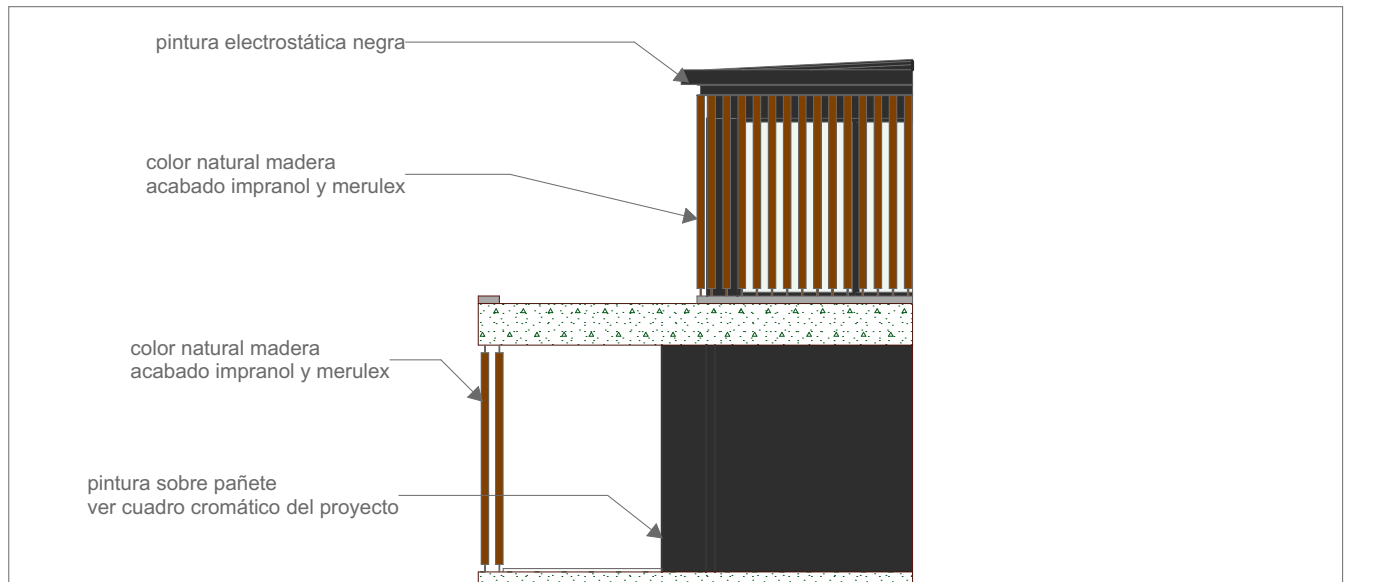 pintura electrostática negra
color natural madera
acabado impranol y merulex
color natural madera
acabado impranol y merulex
pintura sobre pañete
ver cuadro cromático del proyecto